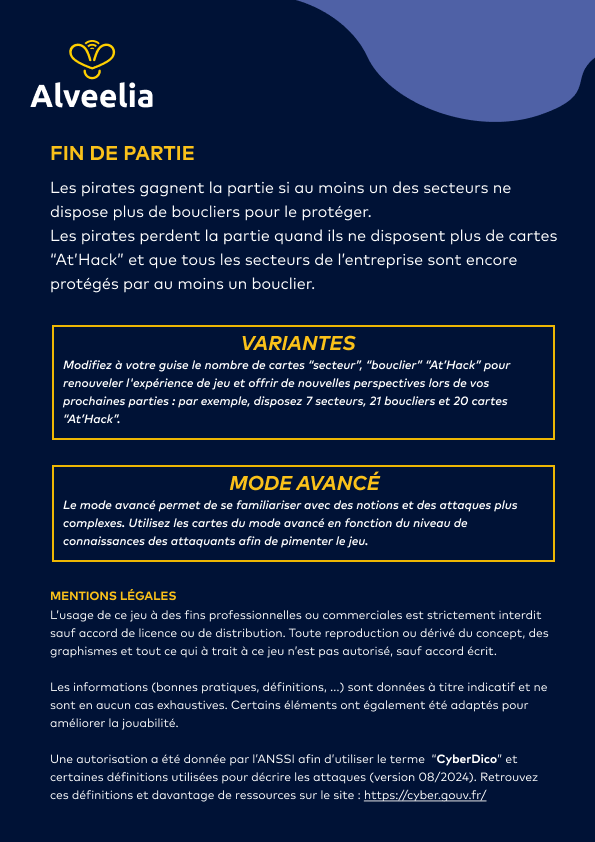 Alveelia
FIN DE PARTIE
Les pirates gagnent la partie si au moins un des secteurs ne
dispose plus de boucliers pour le protéger.
Les pirates perdent la partie quand ils ne disposent plus de cartes
“At’Hack” et que tous les secteurs de l’entreprise sont encore
protégés par au moins un bouclier.
VARIANTES
Modifiez à votre guise le nombre de cartes “secteur”, “bouclier” “At’Hack” pour
renouveler l'expérience de jeu et offrir de nouvelles perspectives lors de vos
prochaines parties : par exemple, disposez 7 secteurs, 21 boucliers et 20 cartes
“At’Hack”.
MODE AVANCÉ
Le mode avancé permet de se familiariser avec des notions et des attaques plus
complexes. Utilisez les cartes du mode avancé en fonction du niveau de
connaissances des attaquants afin de pimenter le jeu.
MENTIONS LÉGALES
L’usage de ce jeu à des fins professionnelles ou commerciales est strictement interdit
sauf accord de licence ou de distribution. Toute reproduction ou dérivé du concept, des
graphismes et tout ce qui à trait à ce jeu n’est pas autorisé, sauf accord écrit.
Les informations (bonnes pratiques, définitions, ...) sont données à titre indicatif et ne
sont en aucun cas exhaustives. Certains éléments ont également été adaptés pour
améliorer la jouabilité.
Une autorisation a été donnée par l’ANSSI afin d’utiliser le terme “CyberDico” et
certaines définitions utilisées pour décrire les attaques (version 08/2024). Retrouvez
ces définitions et davantage de ressources sur le site : https://cyber.gouv.fr/